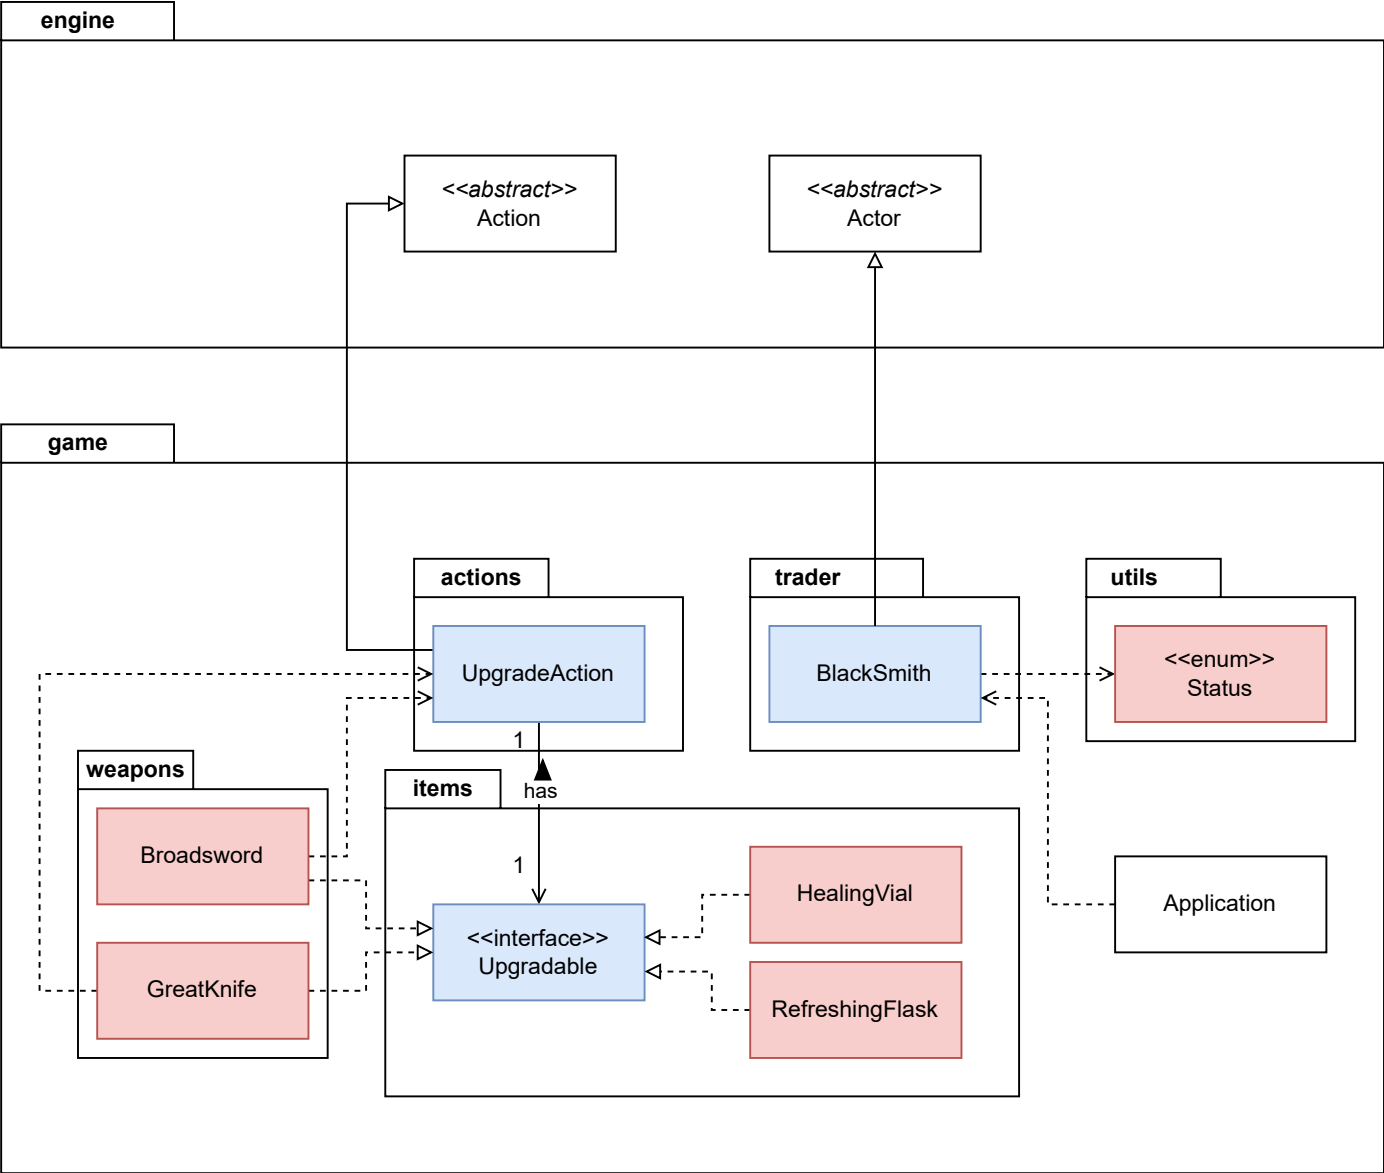 engine
<<abstract>>
Action
<<abstract>>
Actor
game
actions
trader
utils
UpgradeAction
BlackSmith
<<enum>>
Status
1
weapons
items
has
Broadsword
1
HealingVial
Application
<<interface>>
Upgradable
GreatKnife
RefreshingFlask